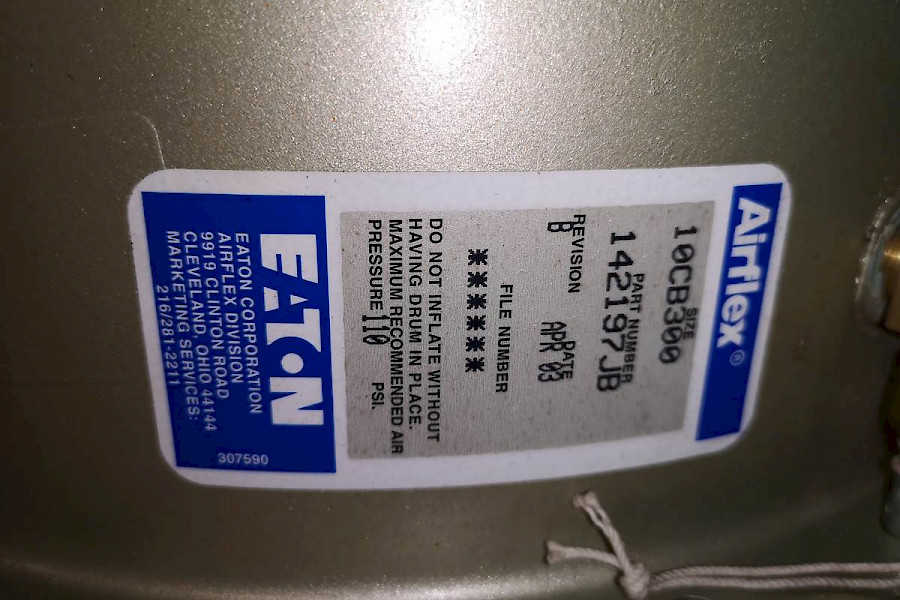 Airflex®
SIZE
10CB300
PART NUMBER
142197JB
REVISION DATE
B APR 03
FILE NUMBER
******
DO NOT INFLATE WITHOUT
HAVING DRUM IN PLACE.
MAXIMUM RECOMMENDED AIR
PRESSURE 110 PSI.
EATON
EATON CORPORATION
AIRFLEX DIVISION
9919 CLINTON ROAD
CLEVELAND, OHIO 44144
MARKETING SERVICES:
216/281-2211
307590